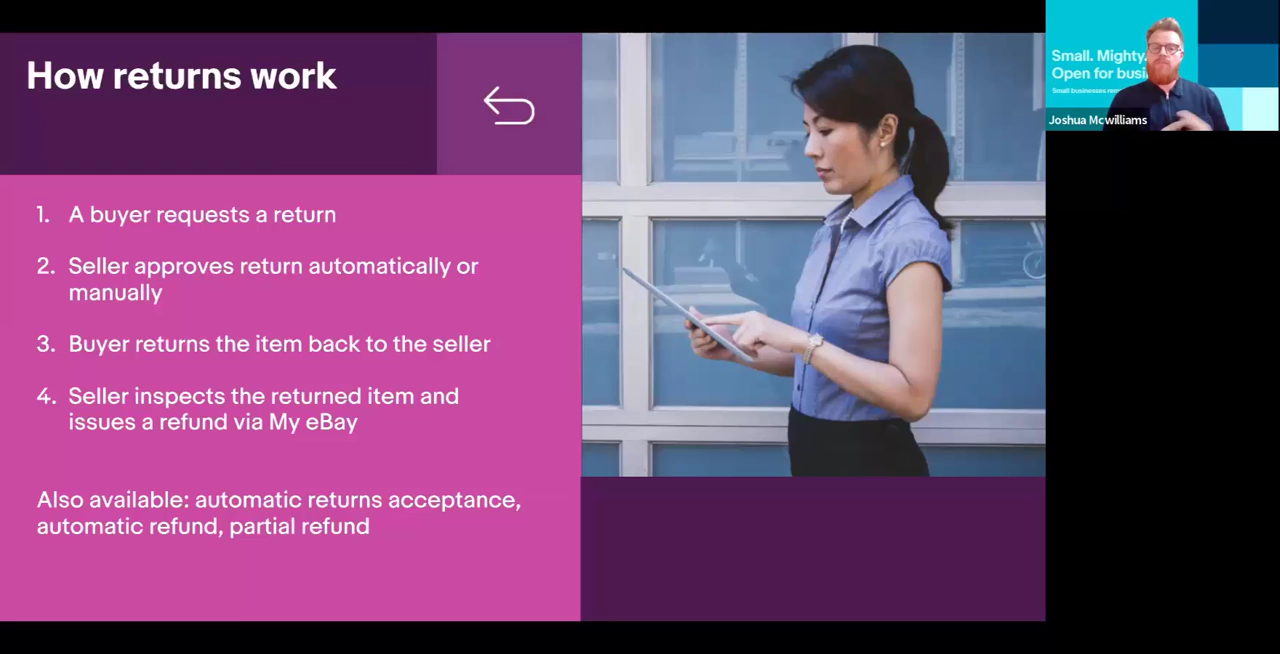 How returns work
1. A buyer requests a return
2. Seller approves return automatically or
manually
3. Buyer returns the item back to the seller
4. Seller inspects the returned item and
issues a refund via My eBay
Also available: automatic returns acceptance,
automatic refund, partial refund
Small. Mighty.
Open for
Small businesses
Joshua Mcwilliams